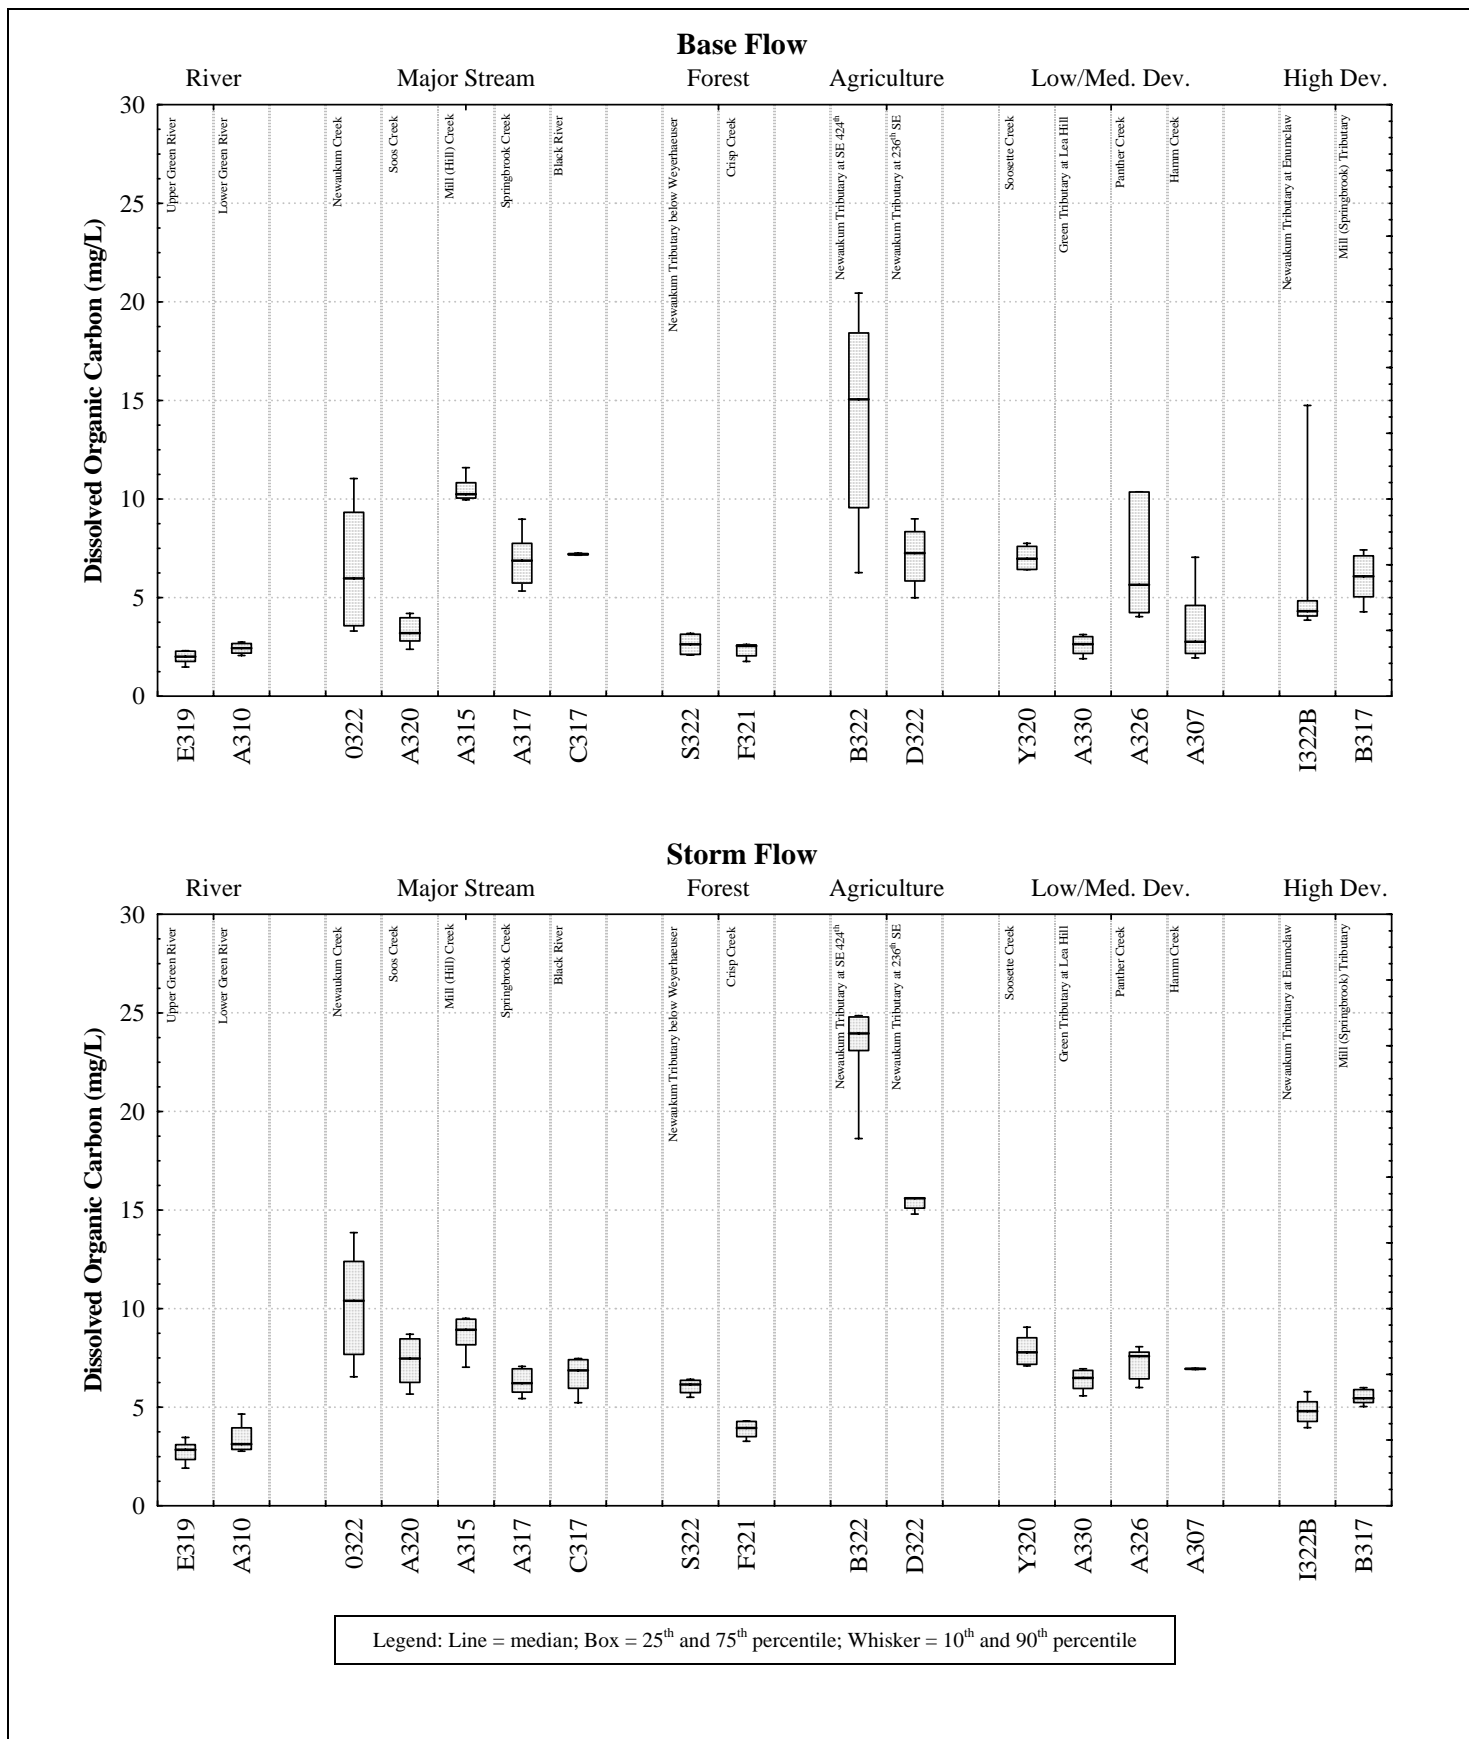 Base Flow
River Major Stream Forest Agriculture Low/Med. Dev. High Dev.
Dissolved Organic Carbon (mg/L)
30
25
20
15
10
5
0
Upper Green River
Lower Green River
Newaukum Creek
Soos Creek
Mill (Hill) Creek
Springbrook Creek
Black River
Newaukum Tributary below Weyerhaeuser
Crisp Creek
Newaukum Tributary at SE 424th
Newaukum Tributary at 236th SE
Soosette Creek
Green Tributary at Lea Hill
Panther Creek
Hamm Creek
Newaukum Tributary at Enumclaw
Mill (Springbrook) Tributary
E319
A310
0322
A320
A315
A317
C317
S322
F321
B322
D322
Y320
A330
A326
A307
I322B
B317
Storm Flow
River Major Stream Forest Agriculture Low/Med. Dev. High Dev.
Dissolved Organic Carbon (mg/L)
30
25
20
15
10
5
0
Upper Green River
Lower Green River
Newaukum Creek
Soos Creek
Mill (Hill) Creek
Springbrook Creek
Black River
Newaukum Tributary below Weyerhaeuser
Crisp Creek
Newaukum Tributary at SE 424th
Newaukum Tributary at 236th SE
Soosette Creek
Green Tributary at Lea Hill
Panther Creek
Hamm Creek
Newaukum Tributary at Enumclaw
Mill (Springbrook) Tributary
E319
A310
0322
A320
A315
A317
C317
S322
F321
B322
D322
Y320
A330
A326
A307
I322B
B317
Legend: Line = median; Box = 25th and 75th percentile; Whisker = 10th and 90th percentile